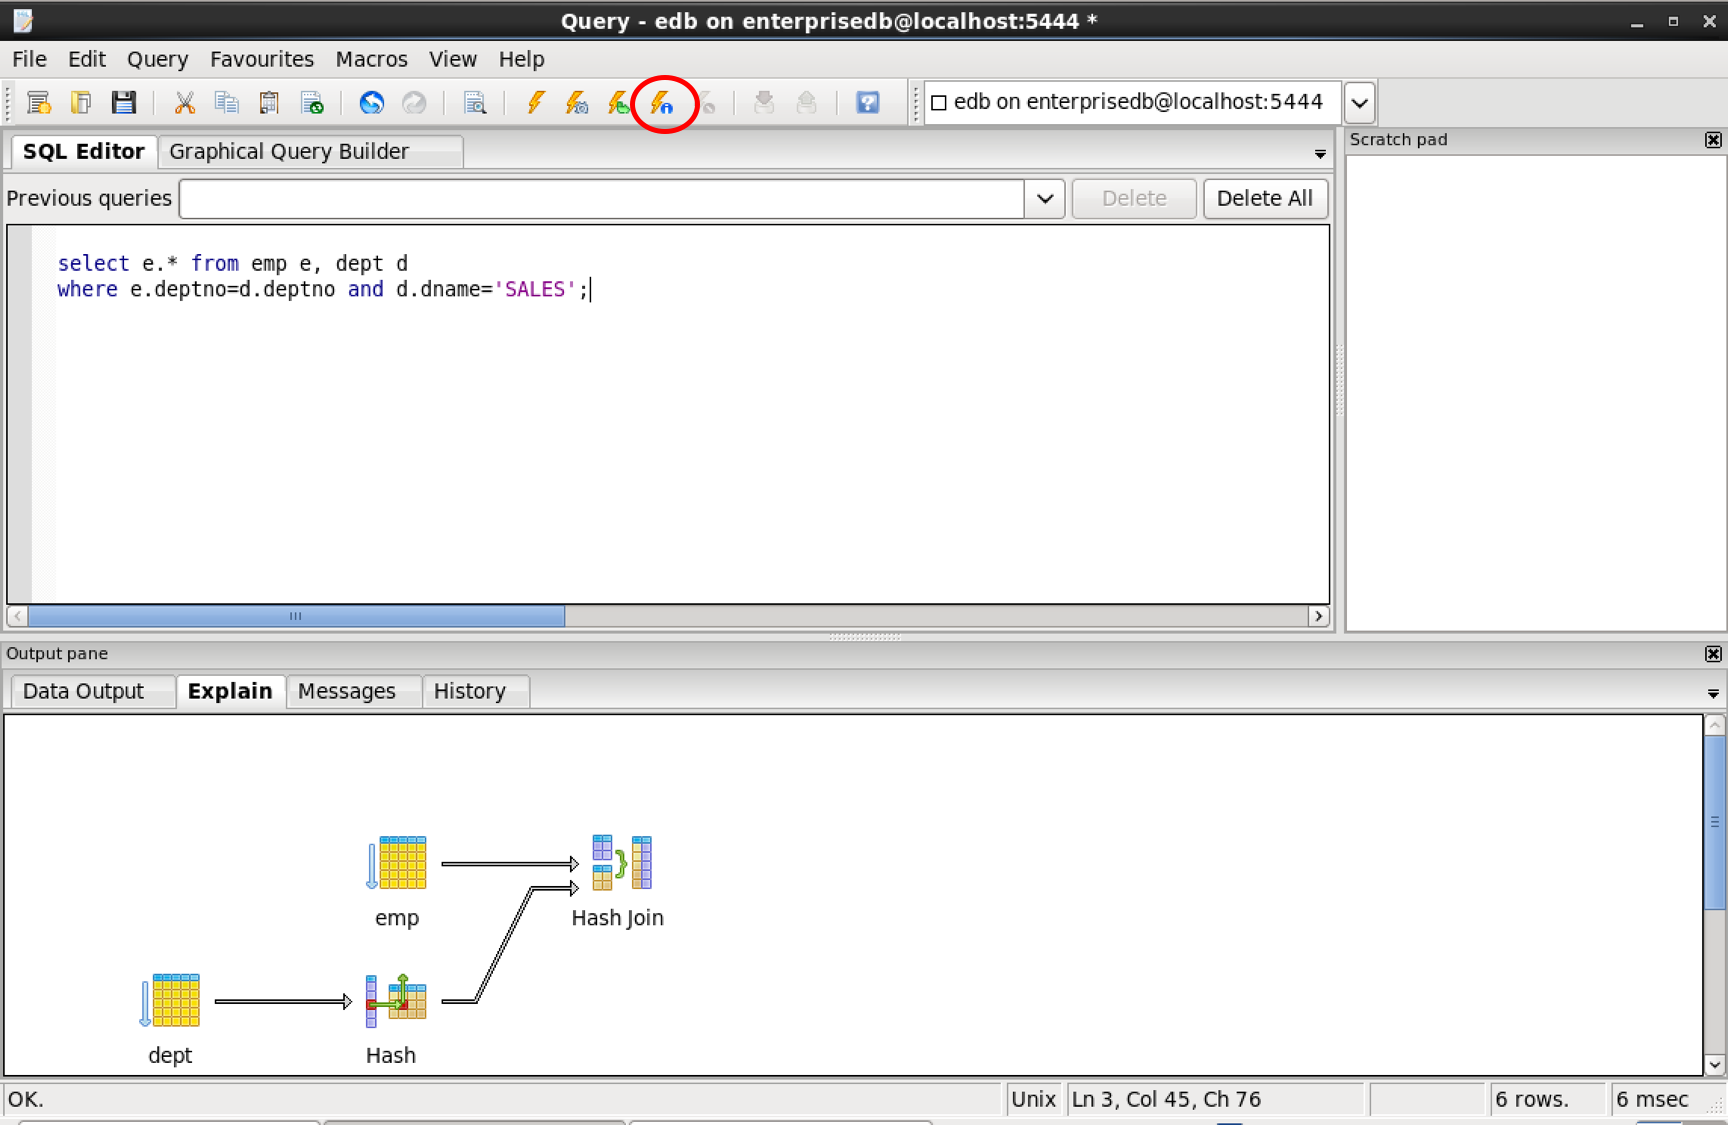 Query - edb on enterprisedb@localhost:5444 *
File Edit Query Favourites Macros View Help
edb on enterprisedb@localhost:5444
SQL Editor Graphical Query Builder
Scratch pad
Previous queries Delete Delete All
select e.* from emp e, dept d
where e.deptno=d.deptno and d.dname='SALES';
Output pane
Data Output Explain Messages History
emp Hash Join
dept Hash
OK. Unix Ln 3, Col 45, Ch 76 6 rows. 6 msec